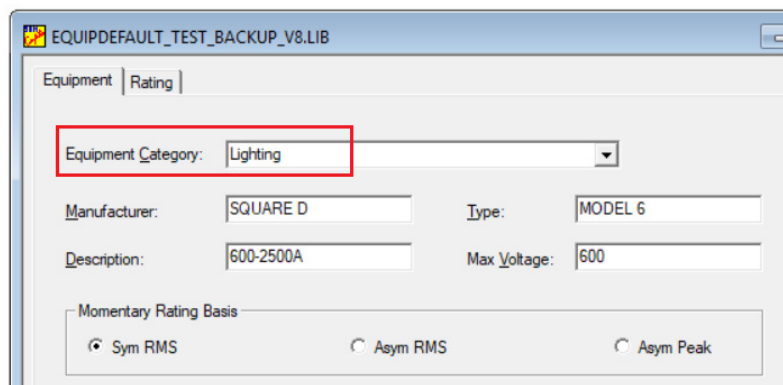 EQUIPDEFAULT_TEST_BACKUP_V8.LIB
Equipment Rating
Equipment Category: Lighting
Manufacturer: SQUARE D Type: MODEL 6
Description: 600-2500A Max Voltage: 600
Momentary Rating Basis
Sym RMS Asym RMS Asym Peak